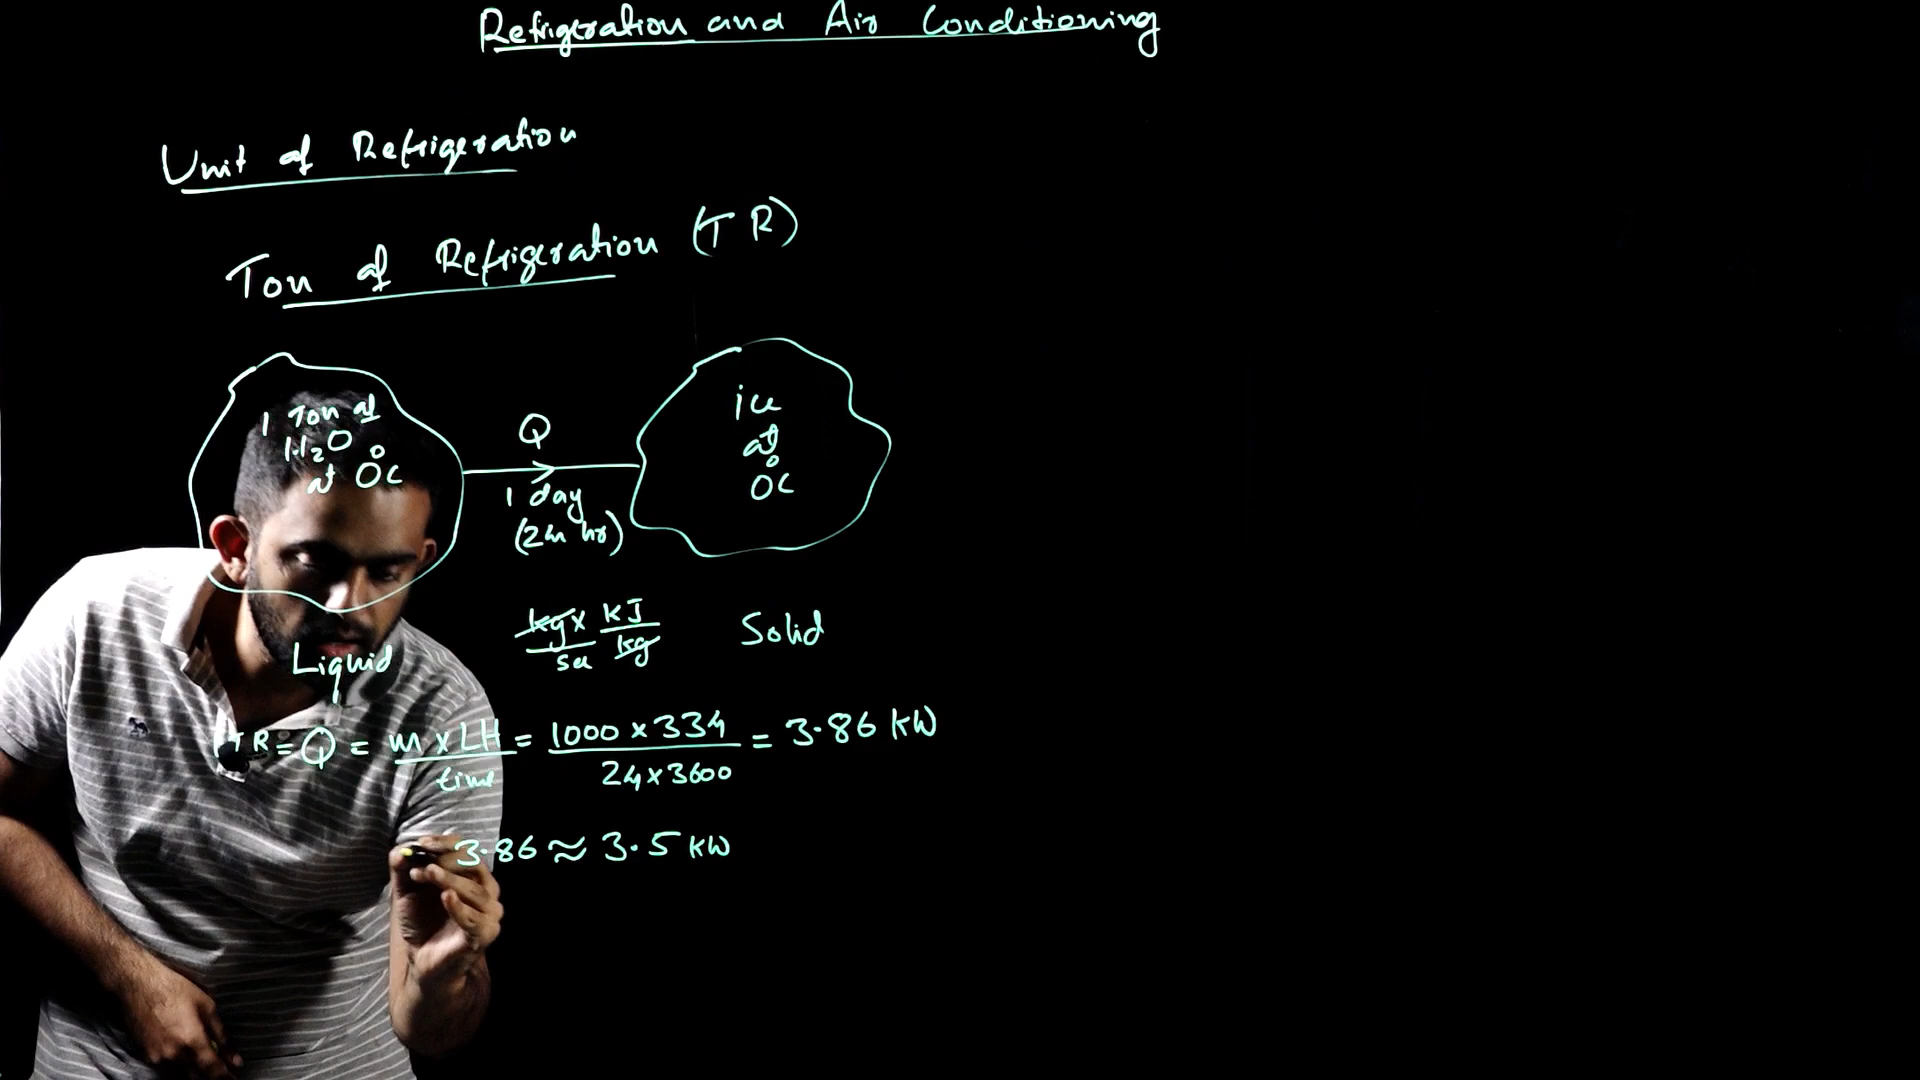 Refrigeration and Air Conditioning
Unit of Refrigeration
Ton of Refrigeration (TR)
1 Ton of
H₂O
at 0°C
Q
1 day
(24 hr)
ice
at
0°C
kg x kJ
sec kg
Solid
Liquid
1TR = Q = m x LH = 1000 x 334 = 3.86 kW
time 24 x 3600
3.86 ≈ 3.5 kW